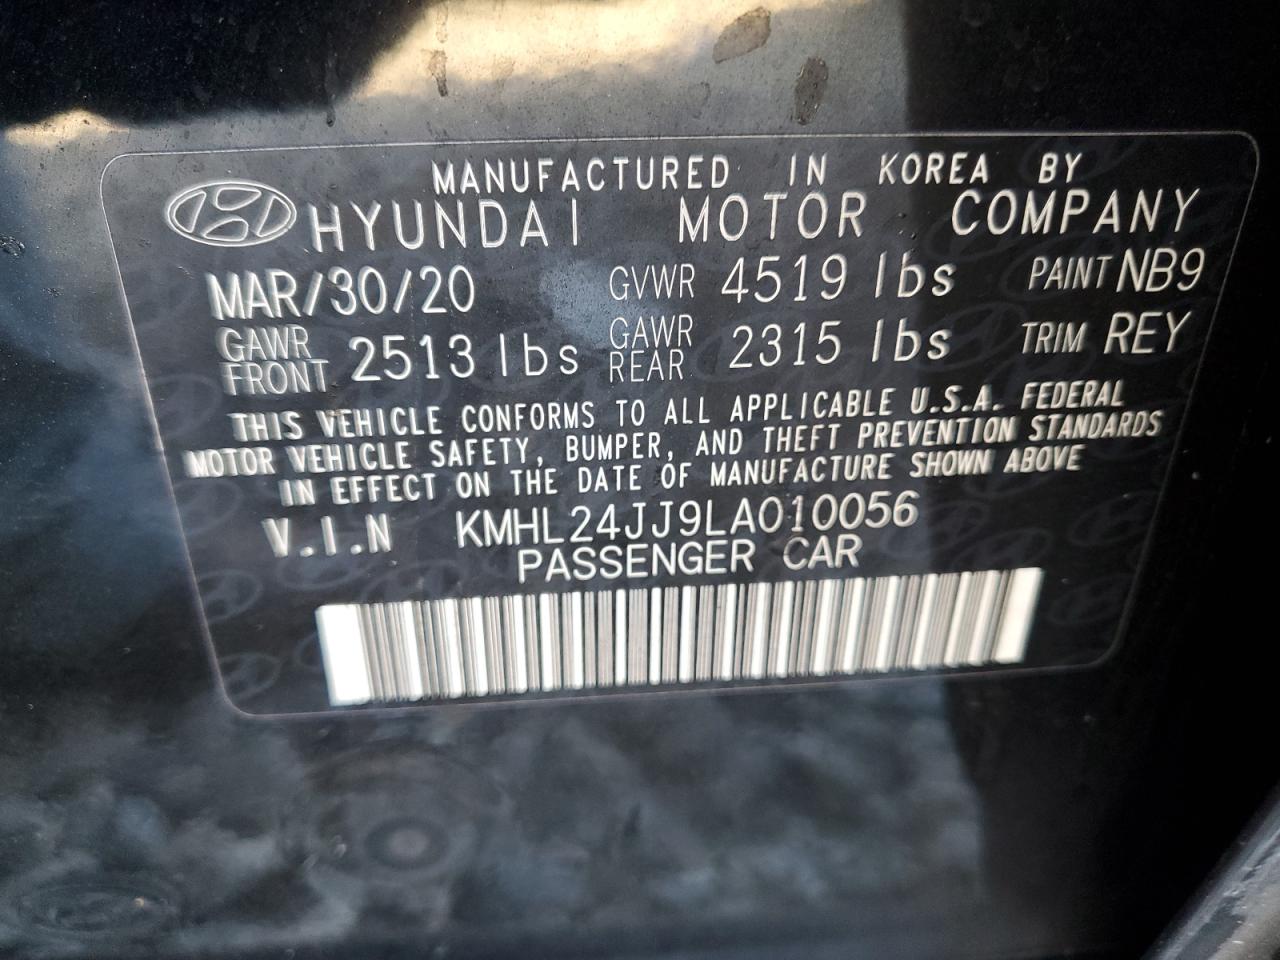 MANUFACTURED IN KOREA BY
HYUNDAI MOTOR COMPANY
MAR/30/20 GVWR 4519 lbs PAINT NB9
GAWR FRONT 2513 lbs GAWR REAR 2315 lbs TRIM REY
THIS VEHICLE CONFORMS TO ALL APPLICABLE U.S.A. FEDERAL
MOTOR VEHICLE SAFETY, BUMPER, AND THEFT PREVENTION STANDARDS
IN EFFECT ON THE DATE OF MANUFACTURE SHOWN ABOVE
V.I.N KMHL24JJ9LA010056
PASSENGER CAR